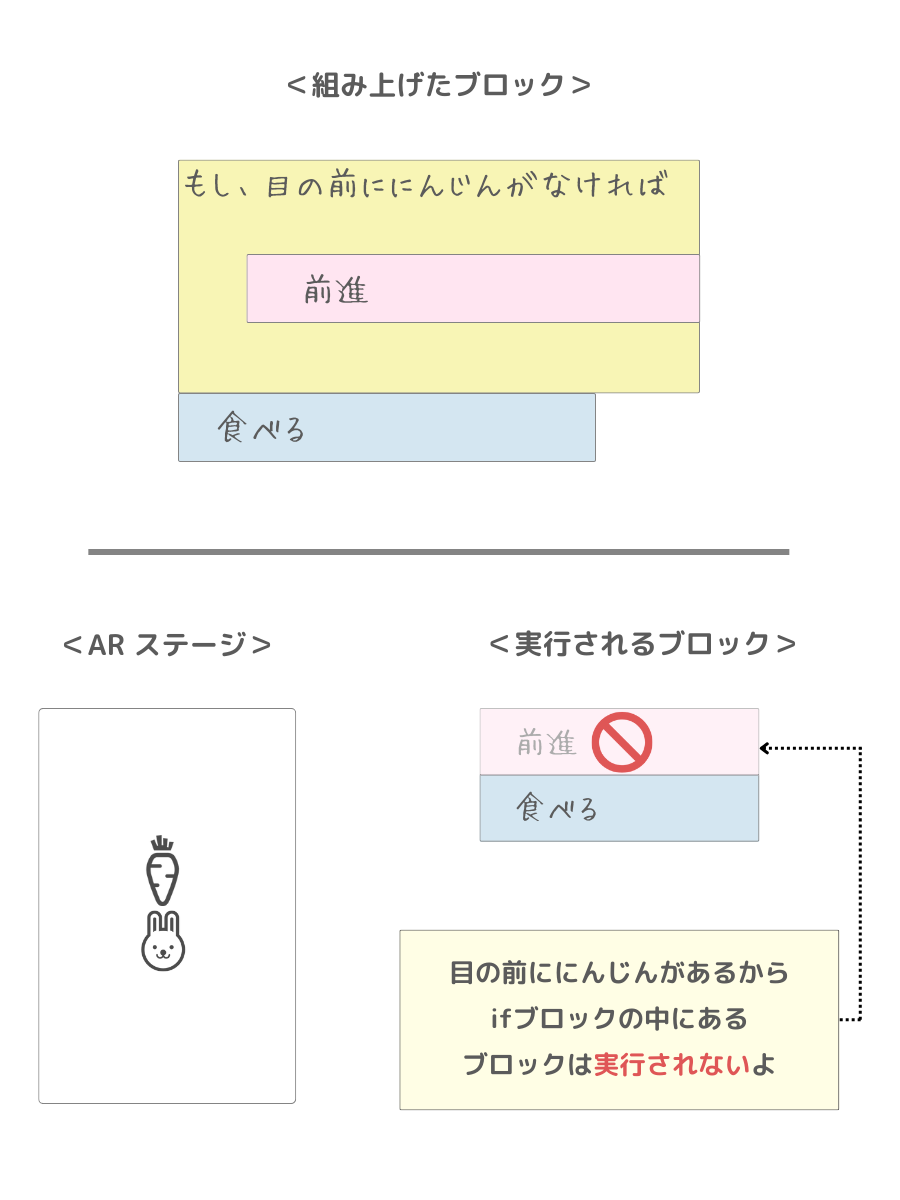 ＜組み上げたブロック＞
もし、目の前ににんじんがなければ
前進
食べる
＜AR ステージ＞
＜実行されるブロック＞
前進
食べる
目の前ににんじんがあるから
ifブロックの中にある
ブロックは実行されないよ